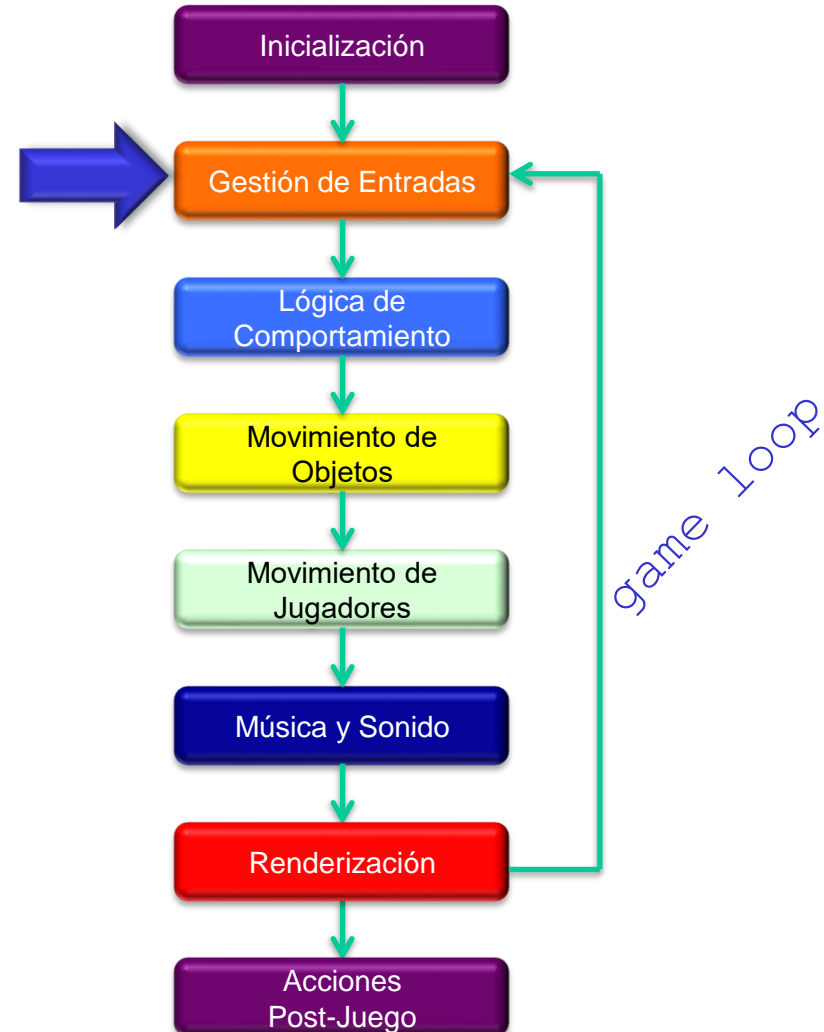 Inicialización
Gestión de Entradas
Lógica de
Comportamiento
Movimiento de
Objetos
Movimiento de
Jugadores
game loop
Música y Sonido
Renderización
Acciones
Post-Juego